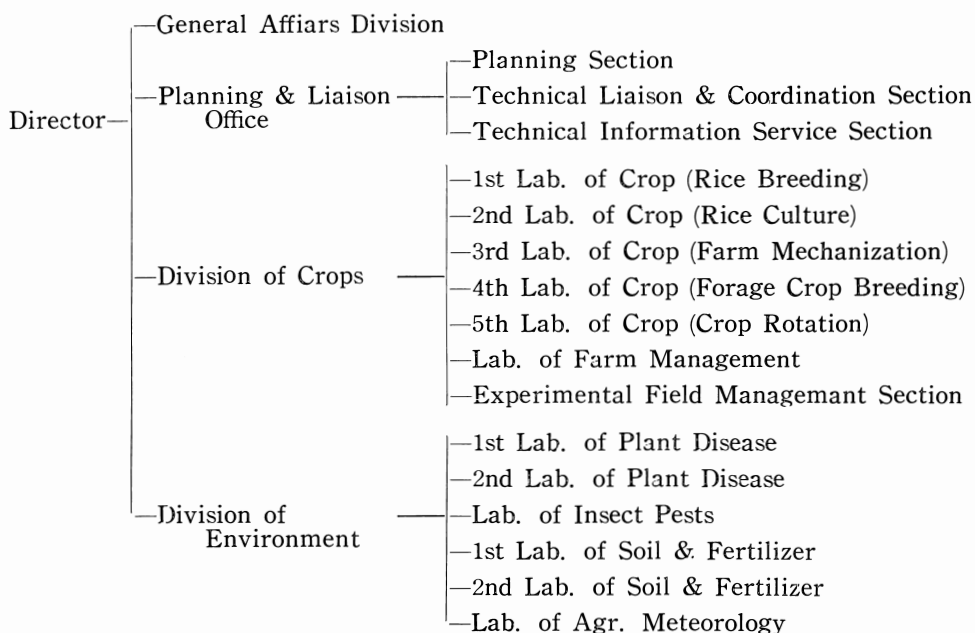 Director
General Affiars Division
Planning & Liaison
Office
Planning Section
Technical Liaison & Coordination Section
Technical Information Service Section
Division of Crops
1st Lab. of Crop (Rice Breeding)
2nd Lab. of Crop (Rice Culture)
3rd Lab. of Crop (Farm Mechanization)
4th Lab. of Crop (Forage Crop Breeding)
5th Lab. of Crop (Crop Rotation)
Lab. of Farm Management
Experimental Field Managemant Section
Division of
Environment
1st Lab. of Plant Disease
2nd Lab. of Plant Disease
Lab. of Insect Pests
1st Lab. of Soil & Fertilizer
2nd Lab. of Soil & Fertilizer
Lab. of Agr. Meteorology